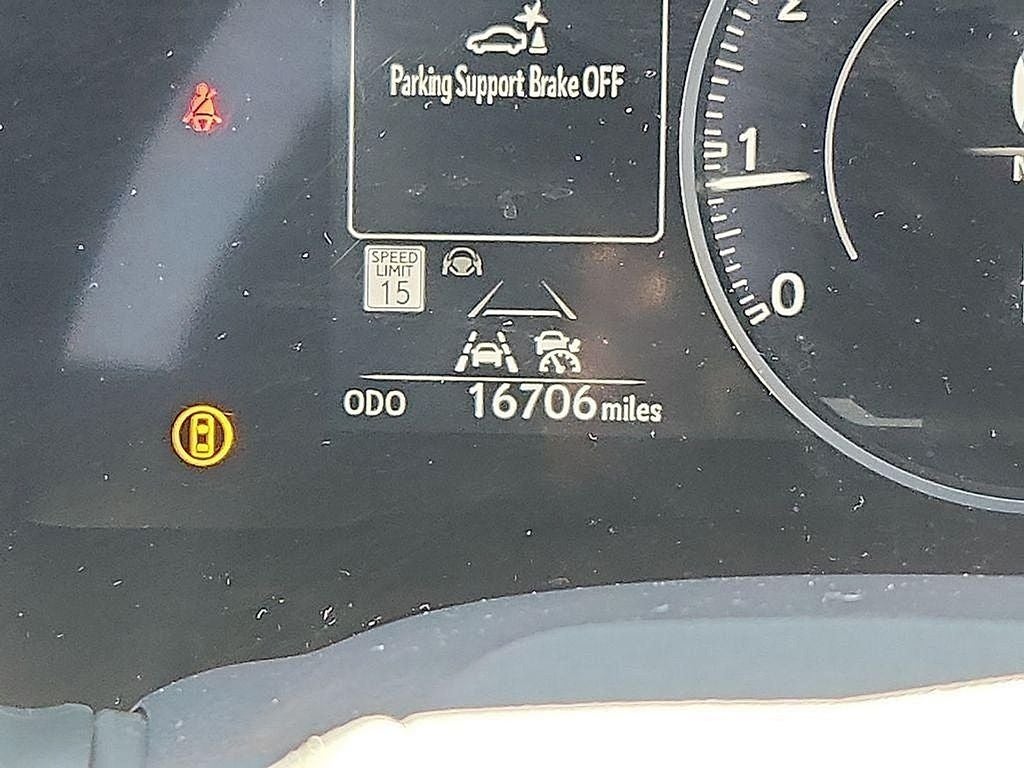 2
Parking Support Brake OFF
1
SPEED
LIMIT
15
0
ODO 16706 miles